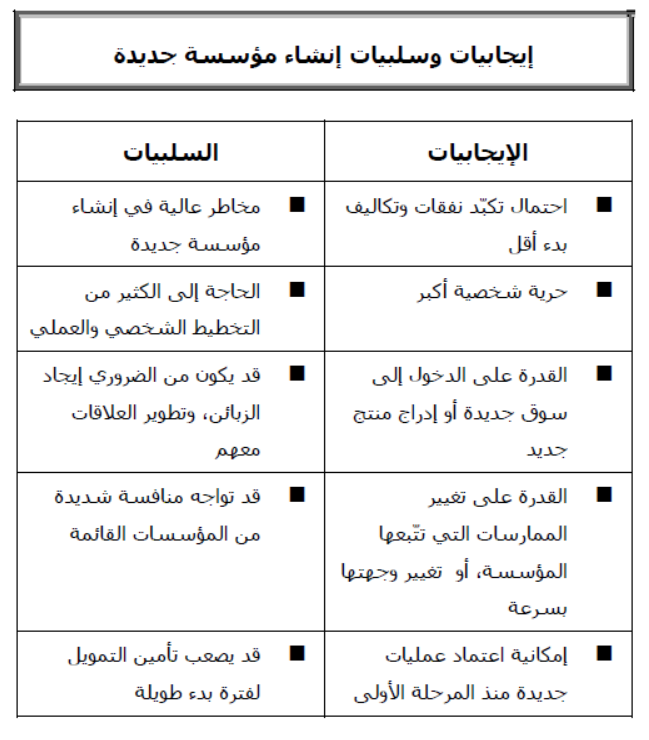 إيجابيات وسلبيات إنشاء مؤسسة جديدة
الإيجابيات
السلبيات
■ احتمال تكبّد نفقات وتكاليف
بدء أقل
■ مخاطر عالية في إنشاء
مؤسسة جديدة
■ حرية شخصية أكبر
■ الحاجة إلى الكثير من
التخطيط الشخصي والعملي
■ القدرة على الدخول إلى
سوق جديدة أو إدراج منتج
جديد
■ قد يكون من الضروري إيجاد
الزبائن، وتطوير العلاقات
معهم
■ القدرة على تغيير
الممارسات التي تتّبعها
المؤسسة، أو تغيير وجهتها
بسرعة
■ قد تواجه منافسة شديدة
من المؤسسات القائمة
■ إمكانية اعتماد عمليات
جديدة منذ المرحلة الأولى
■ قد يصعب تأمين التمويل
لفترة بدء طويلة